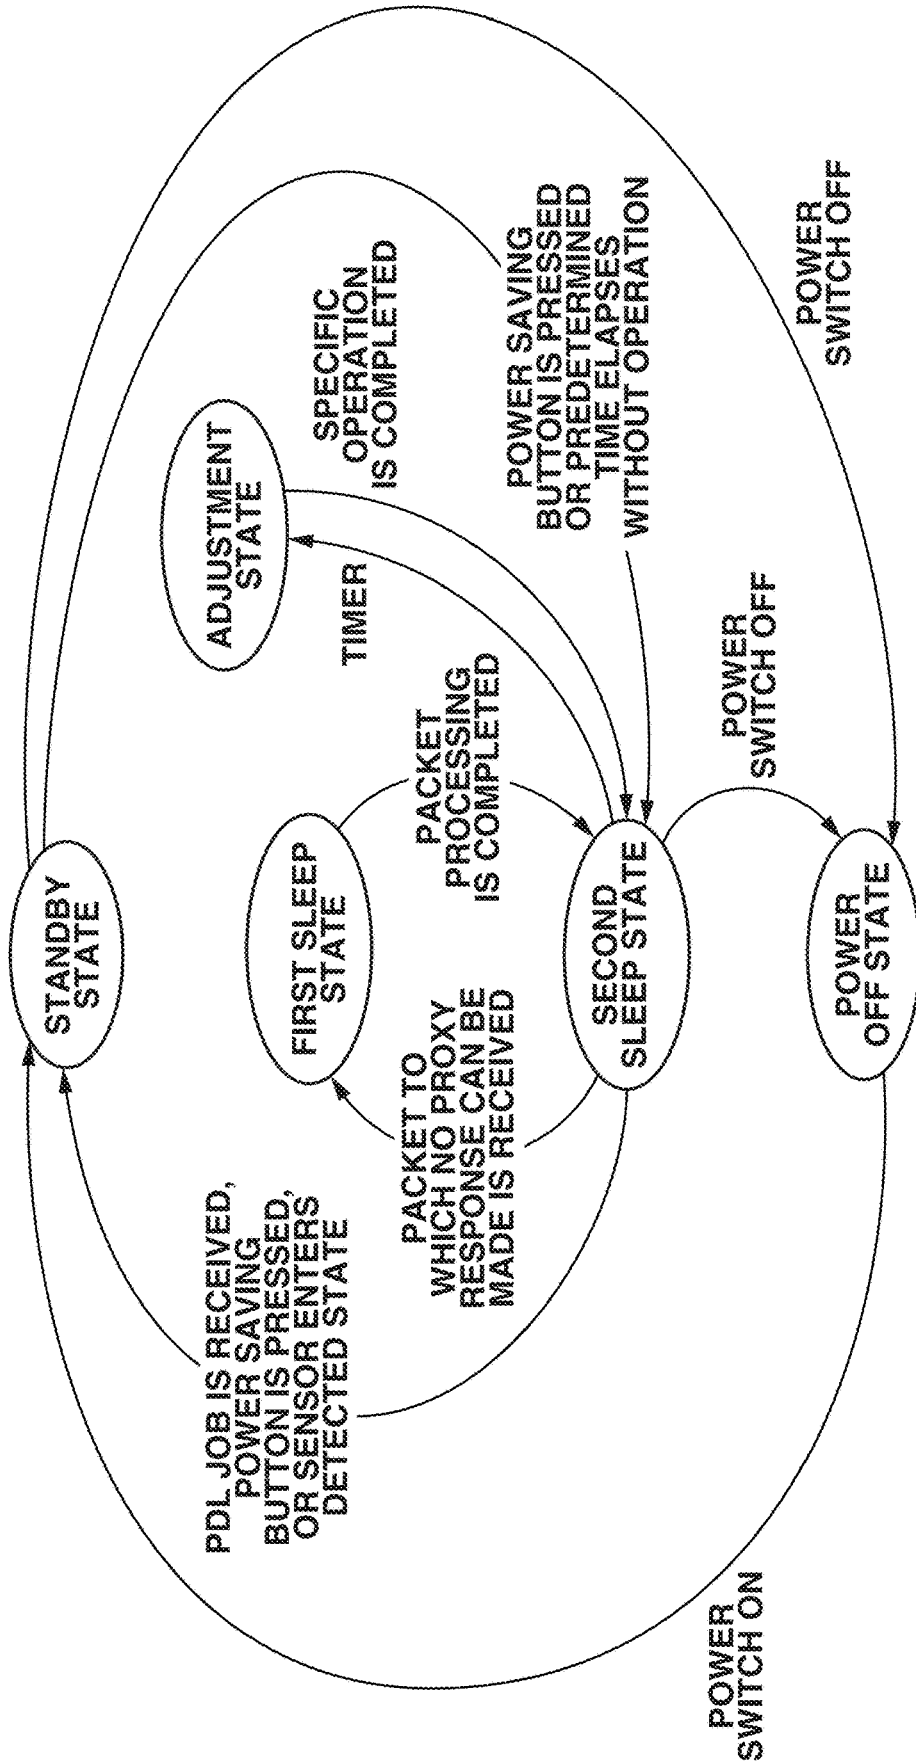 STANDBY
STATE
PDL JOB IS RECEIVED,
POWER SAVING
BUTTON IS PRESSED,
OR SENSOR ENTERS
DETECTED STATE
ADJUSTMENT
STATE
FIRST SLEEP
STATE
SPECIFIC
OPERATION
IS COMPLETED
TIMER
PACKET TO
WHICH NO PROXY
RESPONSE CAN BE
MADE IS RECEIVED
PACKET
PROCESSING
IS COMPLETED
POWER SAVING
BUTTON IS PRESSED
OR PREDETERMINED
TIME ELAPSES
WITHOUT OPERATION
SECOND
SLEEP STATE
POWER
SWITCH ON
POWER
SWITCH OFF
POWER
SWITCH OFF
POWER
OFF STATE